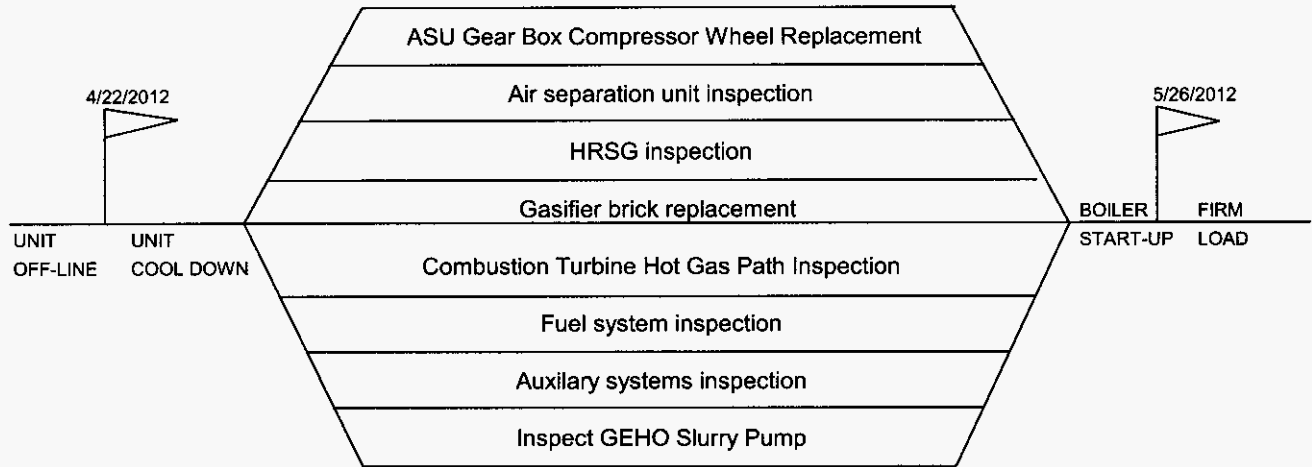 ASU Gear Box Compressor Wheel Replacement
4/22/2012
Air separation unit inspection
5/26/2012
HRSG inspection
Gasifier brick replacement
BOILER FIRM
UNIT UNIT
START-UP LOAD
OFF-LINE COOL DOWN
Combustion Turbine Hot Gas Path Inspection
Fuel system inspection
Auxilary systems inspection
Inspect GEHO Slurry Pump